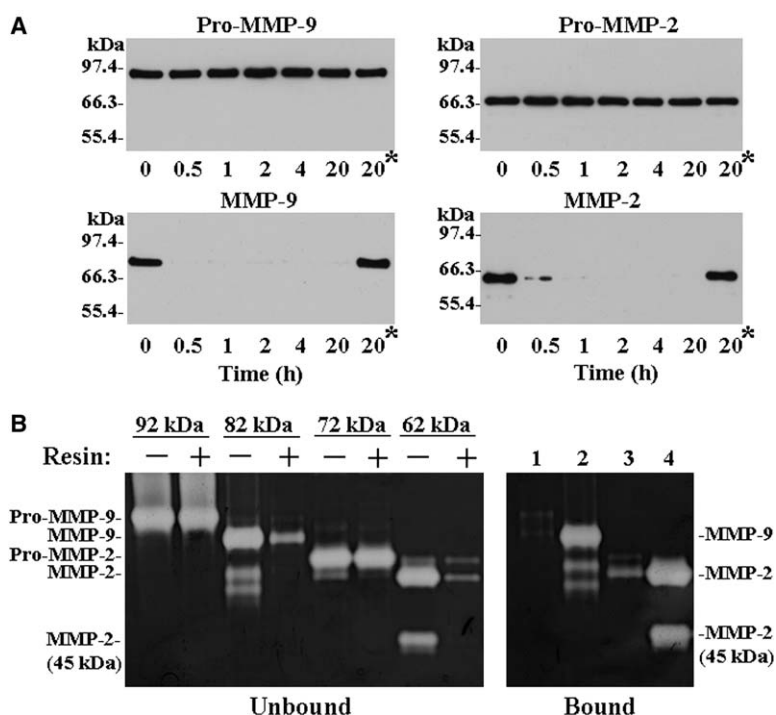 A
Pro-MMP-9
kDa
97.4-
66.3-
55.4-
0 0.5 1 2 4 20 20*
Pro-MMP-2
kDa
97.4-
66.3-
55.4-
0 0.5 1 2 4 20 20*
MMP-9
kDa
97.4-
66.3-
55.4-
0 0.5 1 2 4 20 20*
Time (h)
MMP-2
kDa
97.4-
66.3-
55.4-
0 0.5 1 2 4 20 20*
Time (h)
B
92 kDa 82 kDa 72 kDa 62 kDa
Resin: — + — + — + — +
Pro-MMP-9-
MMP-9-
Pro-MMP-2-
MMP-2-
MMP-2-
(45 kDa)
Unbound
1 2 3 4
-MMP-9
-MMP-2
-MMP-2
(45 kDa)
Bound